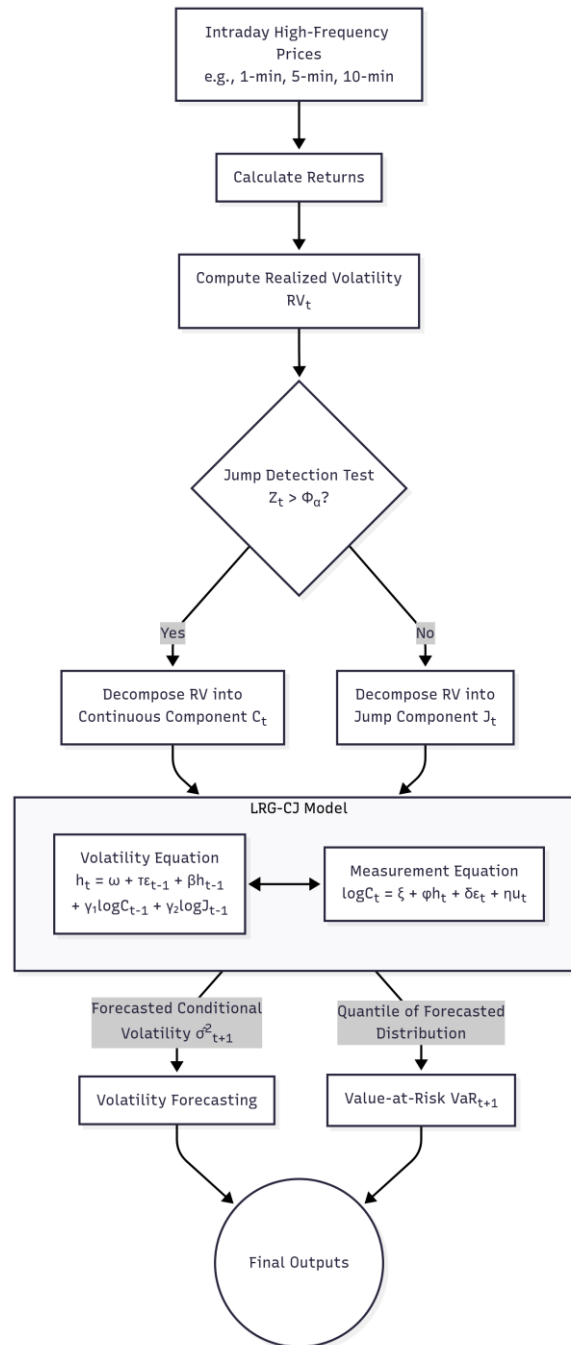 Intraday High-Frequency
Prices
e.g., 1-min, 5-min, 10-min
Calculate Returns
Compute Realized Volatility
RVₜ
Jump Detection Test
Zₜ > Φα?
Yes
No
Decompose RV into
Continuous Component Cₜ
Decompose RV into
Jump Component Jₜ
LRG-CJ Model
Volatility Equation
hₜ = ω + τεₜ₋₁ + βhₜ₋₁
+ γ₁logCₜ₋₁ + γ₂logJₜ₋₁
Measurement Equation
logCₜ = ξ + φhₜ + δεₜ + ηuₜ
Forecasted Conditional
Volatility σ²ₜ₊₁
Quantile of Forecasted
Distribution
Volatility Forecasting
Value-at-Risk VaRₜ₊₁
Final Outputs